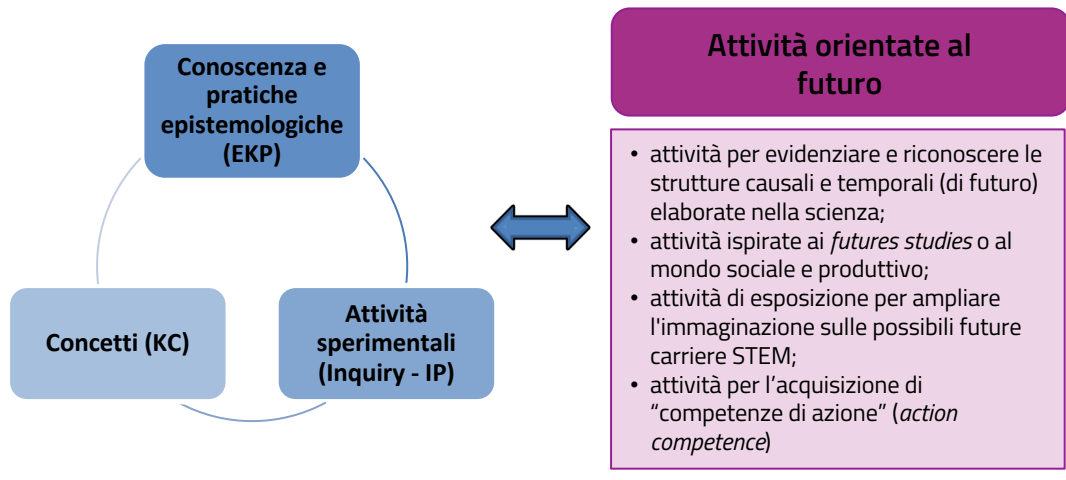 Conoscenza e
pratiche
epistemologiche
(EKP)
Concetti (KC)
Attività
sperimentali
(Inquiry - IP)
Attività orientate al
futuro
• attività per evidenziare e riconoscere le
strutture causali e temporali (di futuro)
elaborate nella scienza;
• attività ispirate ai futures studies o al
mondo sociale e produttivo;
• attività di esposizione per ampliare
l'immaginazione sulle possibili future
carriere STEM;
• attività per l’acquisizione di
“competenze di azione” (action
competence)